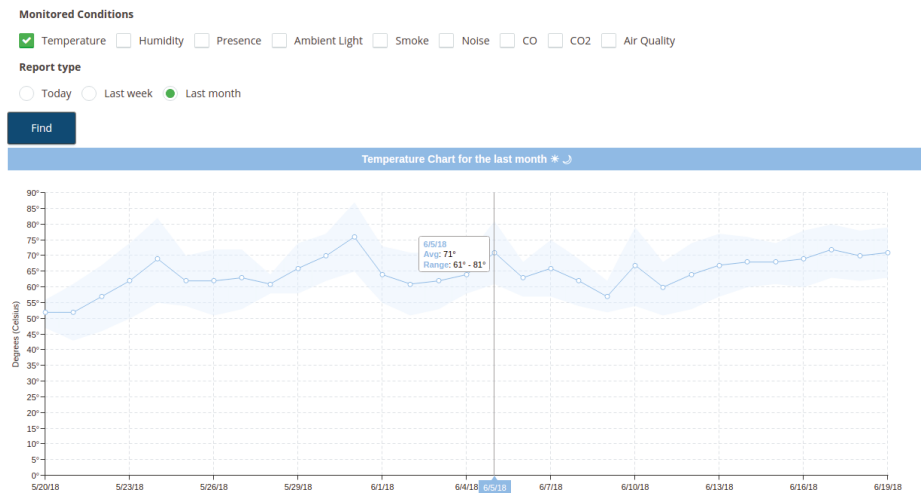 Monitored Conditions
Temperature Humidity Presence Ambient Light Smoke Noise CO CO2 Air Quality
Report type
Today Last week Last month
Find
Temperature Chart for the last month ☀🌙
90°
85°
80°
75°
70°
65°
60°
55°
50°
45°
40°
35°
30°
25°
20°
15°
10°
5°
0°
Degrees (Celsius)
6/5/18
Avg: 71°
Range: 61° - 81°
5/20/18 5/23/18 5/26/18 5/29/18 6/1/18 6/4/18 6/5/18 6/7/18 6/10/18 6/13/18 6/16/18 6/19/18